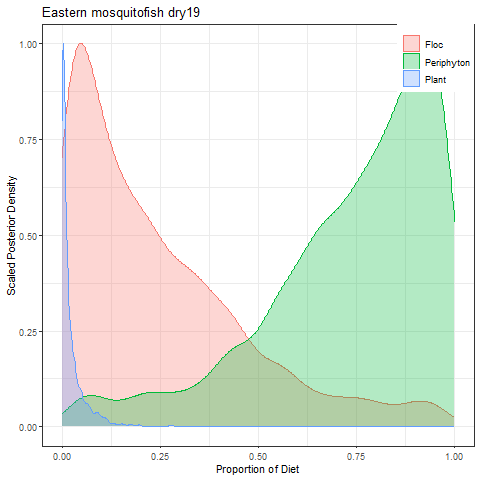 Eastern mosquitofish dry19
Floc
Periphyton
Plant
1.00
0.75
0.50
0.25
0.00
Scaled Posterior Density
0.00 0.25 0.50 0.75 1.00
Proportion of Diet